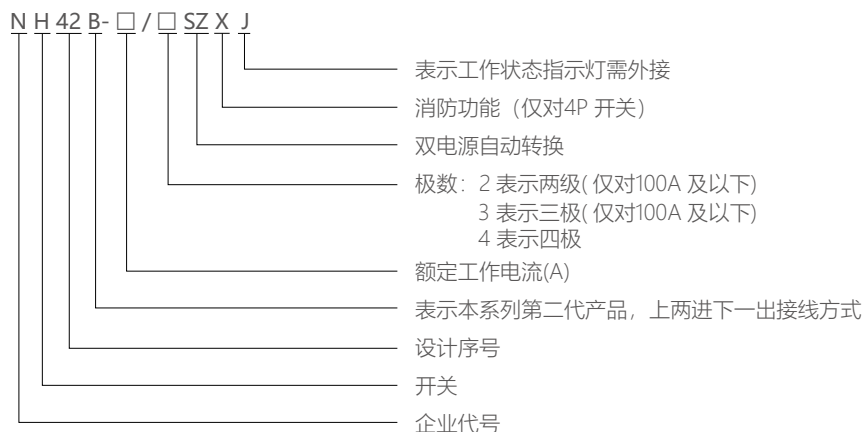 N H 42 B- □ / □ SZ X J
表示工作状态指示灯需外接
消防功能（仅对4P 开关）
双电源自动转换
极数：2 表示两级( 仅对100A 及以下)
3 表示三极( 仅对100A 及以下)
4 表示四极
额定工作电流(A)
表示本系列第二代产品，上两进下一出接线方式
设计序号
开关
企业代号